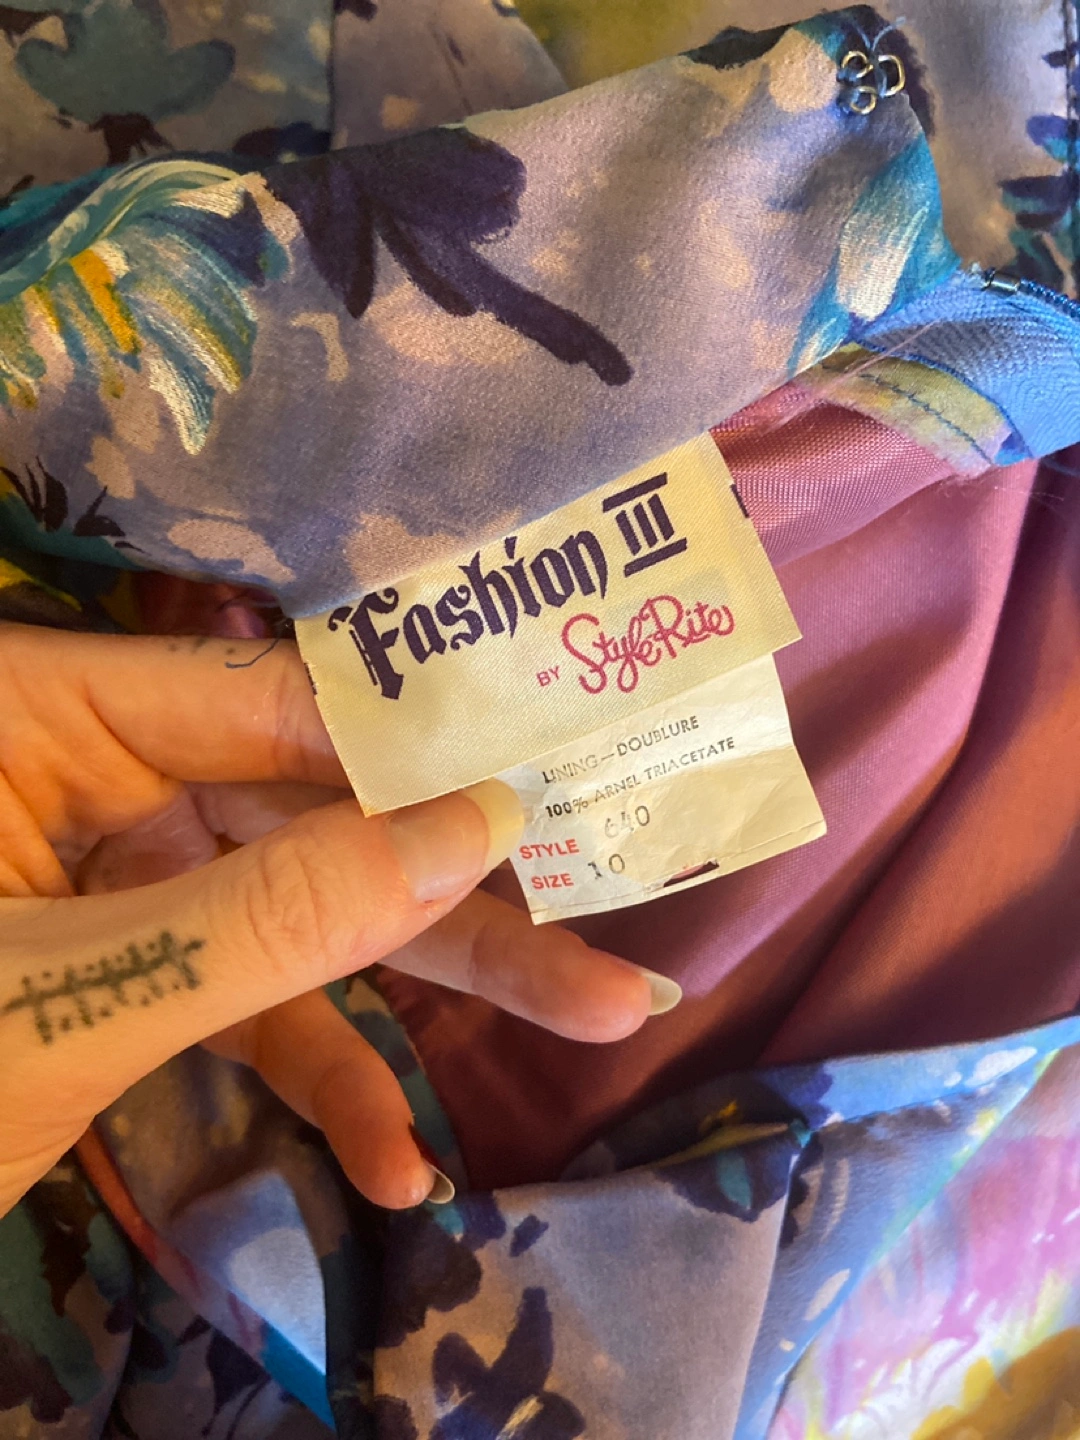 Fashion III
BY StyleRite
LINING—DOUBLURE
100% ARNEL TRIACETATE
STYLE 640
SIZE 10